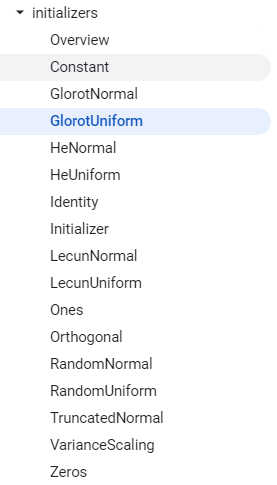 initializers
Overview
Constant
GlorotNormal
GlorotUniform
HeNormal
HeUniform
Identity
Initializer
LecunNormal
LecunUniform
Ones
Orthogonal
RandomNormal
RandomUniform
TruncatedNormal
VarianceScaling
Zeros